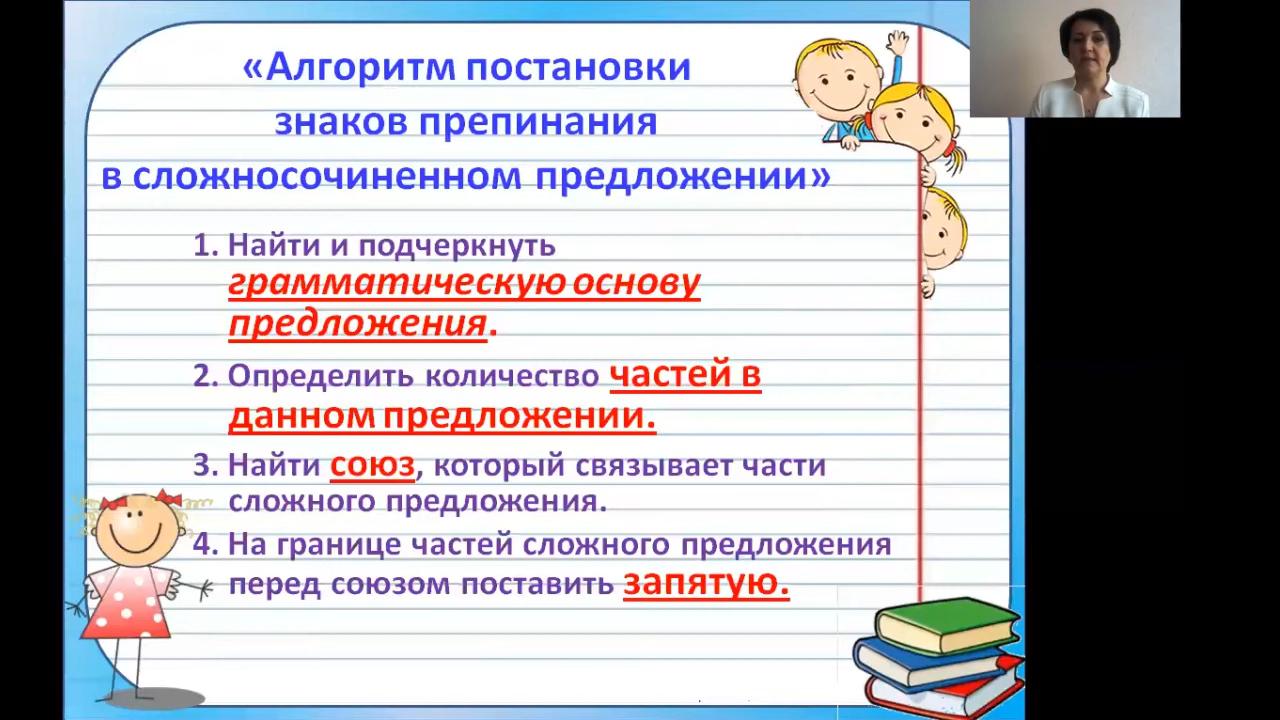 «Алгоритм постановки
знаков препинания
в сложносочиненном предложении»
1. Найти и подчеркнуть
грамматическую основу
предложения.
2. Определить количество частей в
данном предложении.
3. Найти союз, который связывает части
сложного предложения.
4. На границе частей сложного предложения
перед союзом поставить запятую.